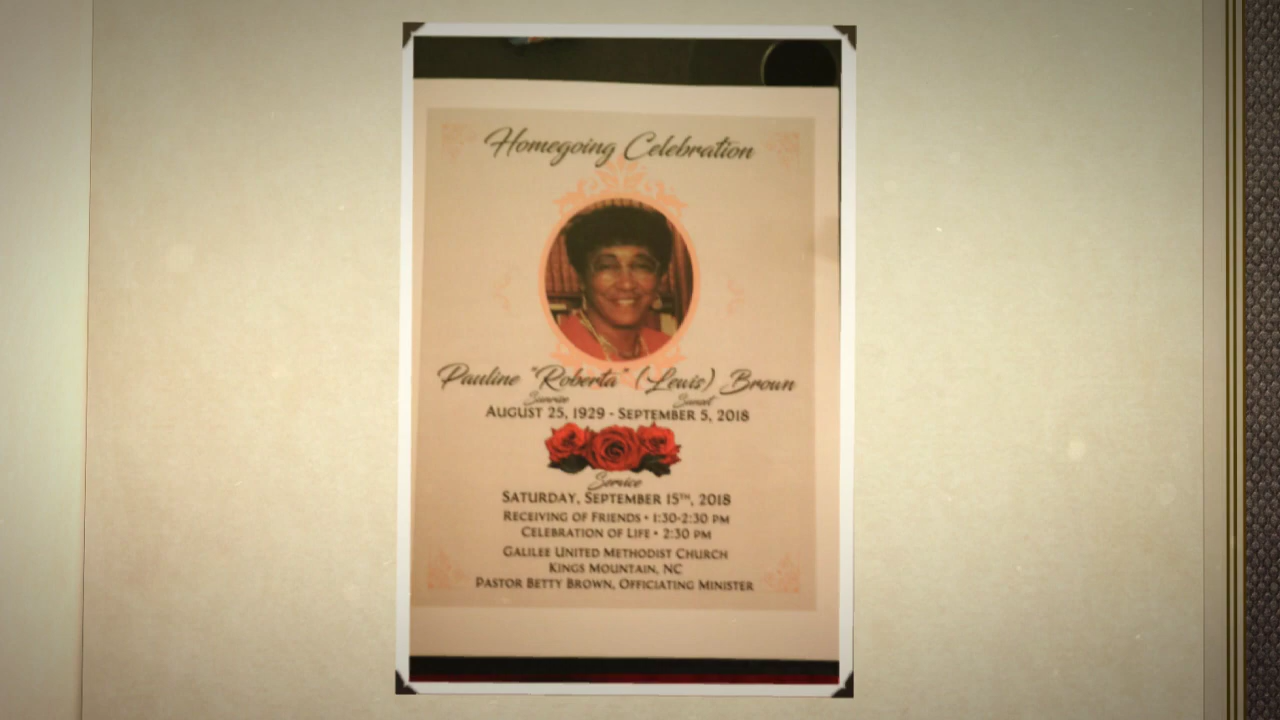 Homegoing Celebration
Pauline "Roberta" (Lewis) Brown
Sunrise Sunset
AUGUST 25, 1929 - SEPTEMBER 5, 2018
Service
SATURDAY, SEPTEMBER 15TH, 2018
RECEIVING OF FRIENDS • 1:30-2:30 PM
CELEBRATION OF LIFE • 2:30 PM
GALILEE UNITED METHODIST CHURCH
KINGS MOUNTAIN, NC
PASTOR BETTY BROWN, OFFICIATING MINISTER